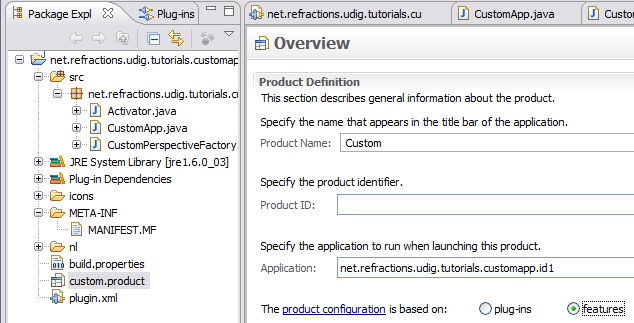 Package Expl
Plug-ins
net.refractions.udig.tutorials.customap
src
net.refractions.udig.tutorials.cu
Activator.java
CustomApp.java
CustomPerspectiveFactory
JRE System Library [jre1.6.0_03]
Plug-in Dependencies
icons
META-INF
MANIFEST.MF
nl
build.properties
custom.product
plugin.xml
net.refractions.udig.tutorials.cu
CustomApp.java
Custo
Overview
Product Definition
This section describes general information about the product.
Specify the name that appears in the title bar of the application.
Product Name: Custom
Specify the product identifier.
Product ID:
Specify the application to run when launching this product.
Application: net.refractions.udig.tutorials.customapp.id1
The product configuration is based on: plug-ins features